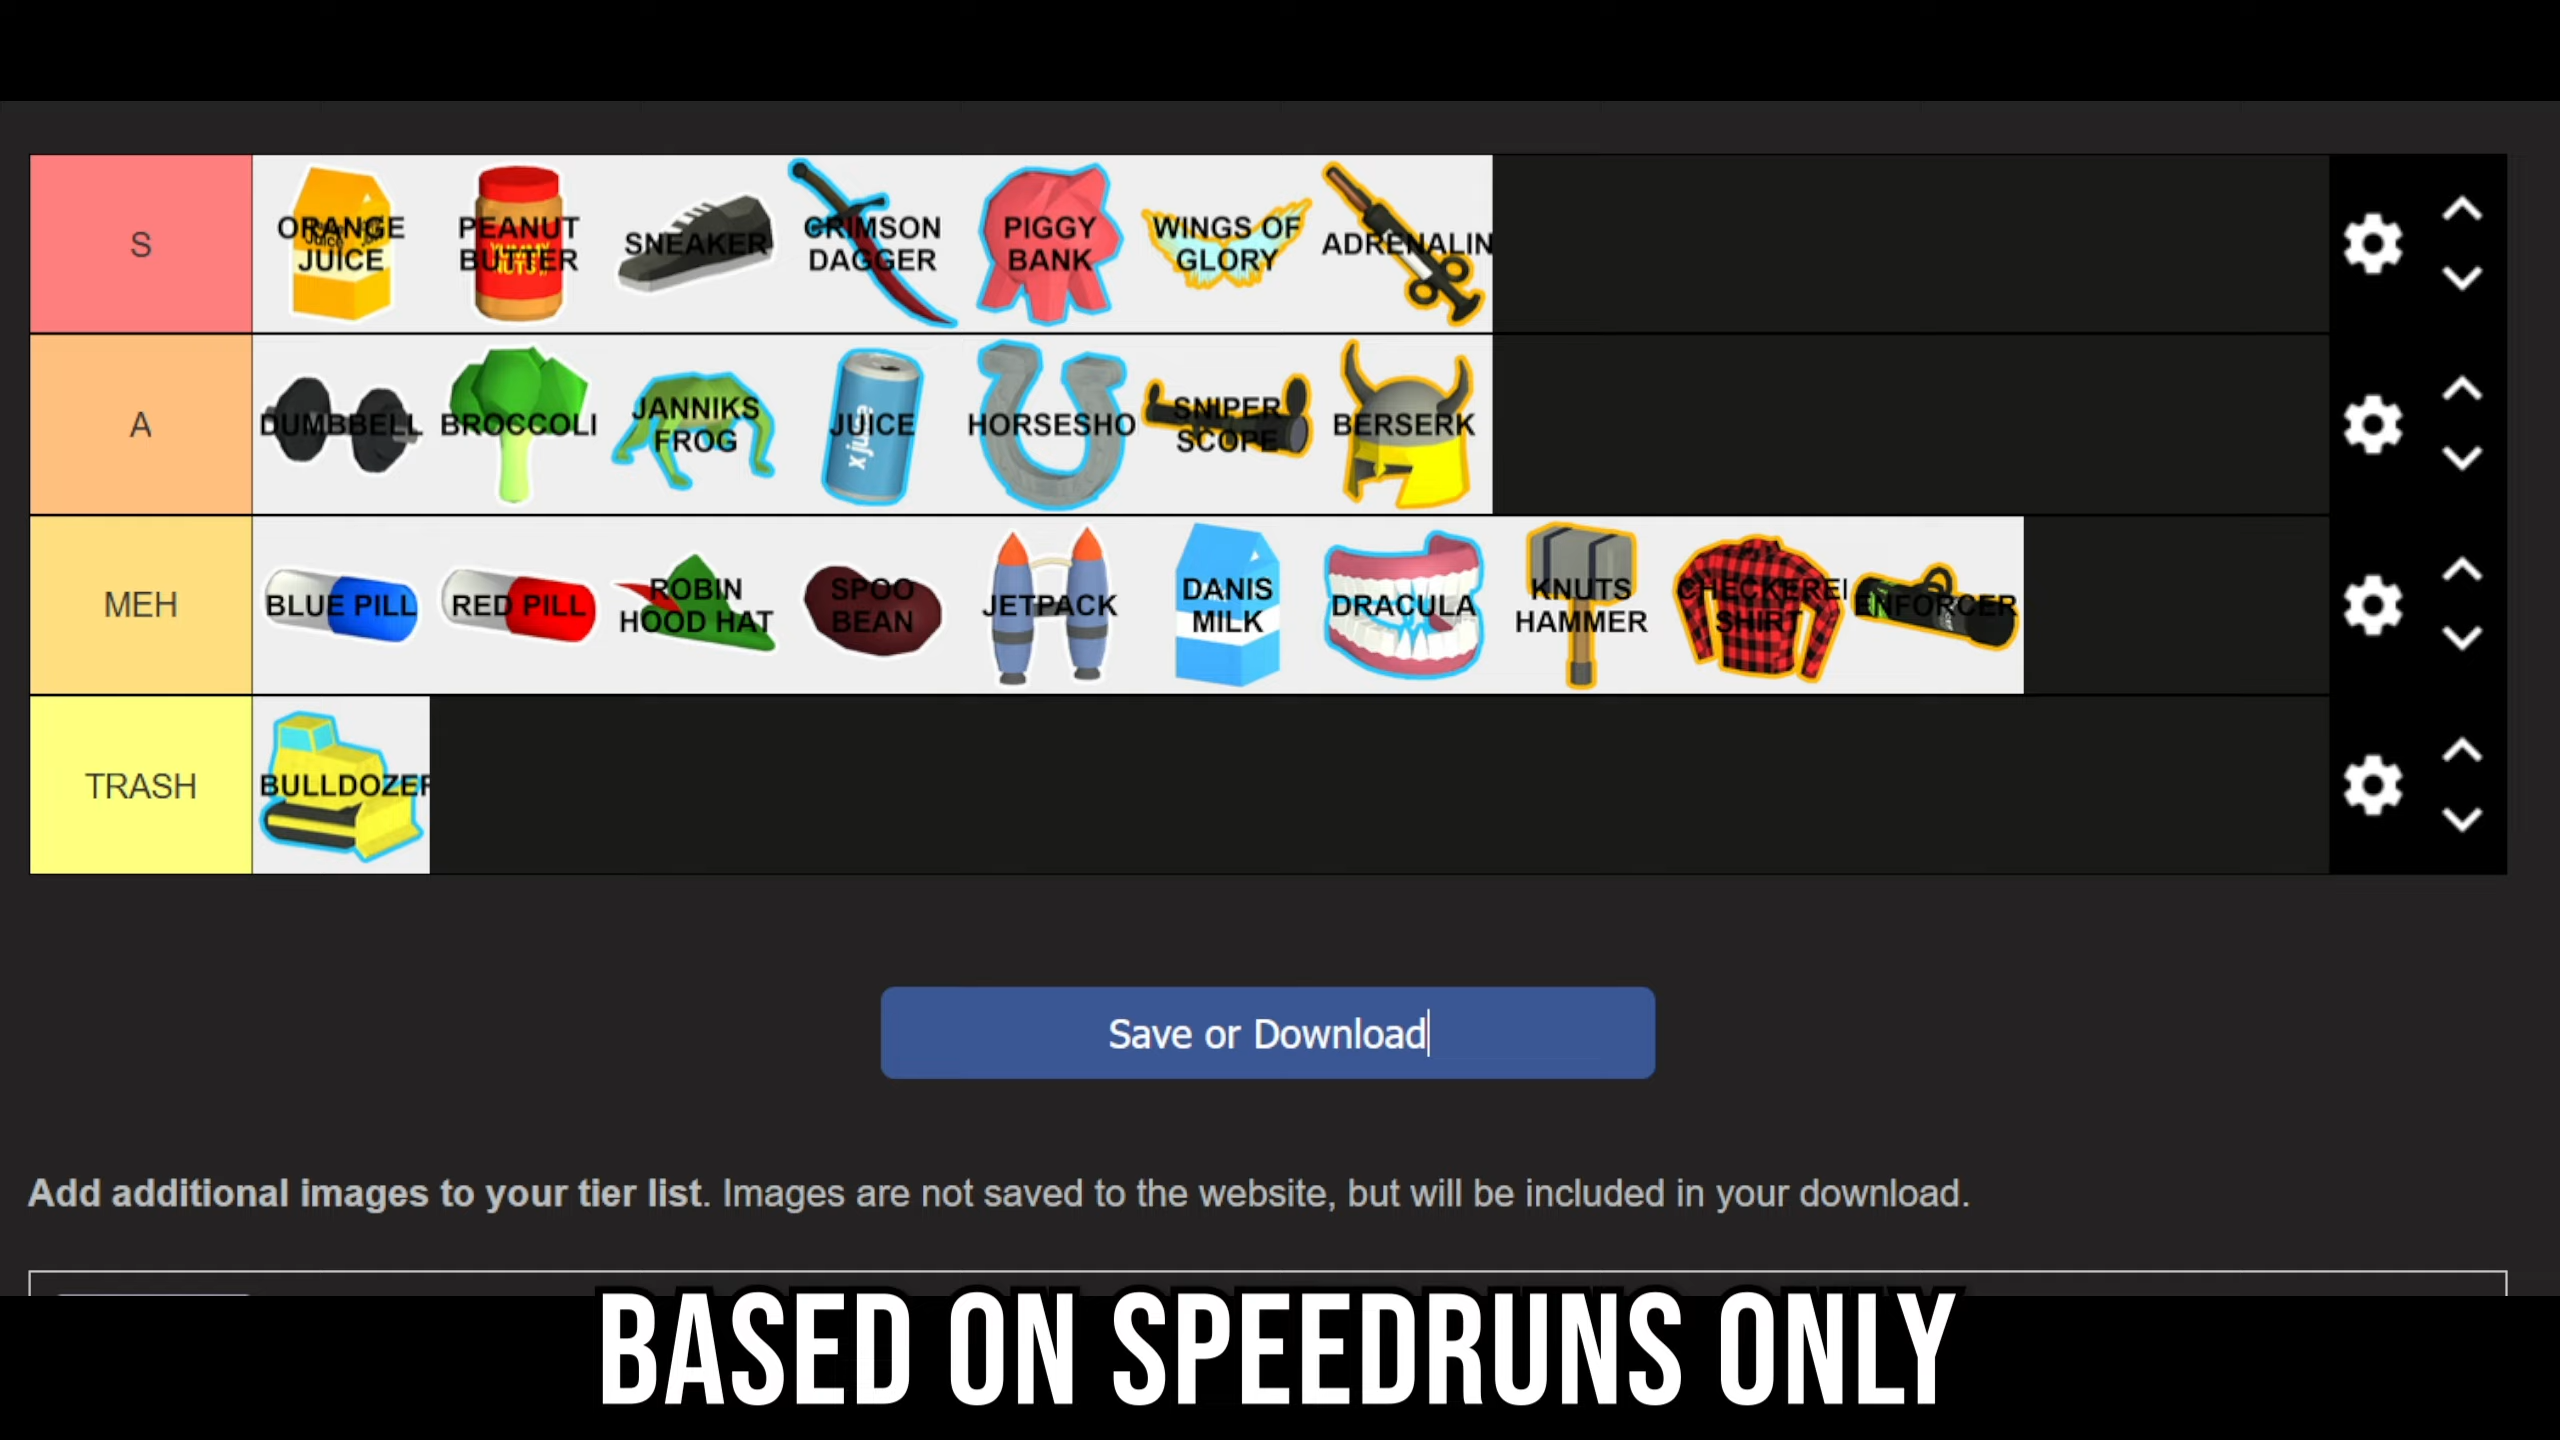 S
ORANGE
JUICE
PEANUT
BUTTER
SNEAKER
CRIMSON
DAGGER
PIGGY
BANK
WINGS OF
GLORY
ADRENALIN
A
DUMBBELL
BROCCOLI
JANNIKS
FROG
JUICE
x juice
HORSESHO
SNIPER
SCOPE
BERSERK
MEH
BLUE PILL
RED PILL
ROBIN
HOOD HAT
SPOO
BEAN
JETPACK
DANIS
MILK
DRACULA
KNUTS
HAMMER
CHECKERE
SHIRT
ENFORCER
TRASH
BULLDOZER
Save or Download
Add additional images to your tier list. Images are not saved to the website, but will be included in your download.
BASED ON SPEEDRUNS ONLY